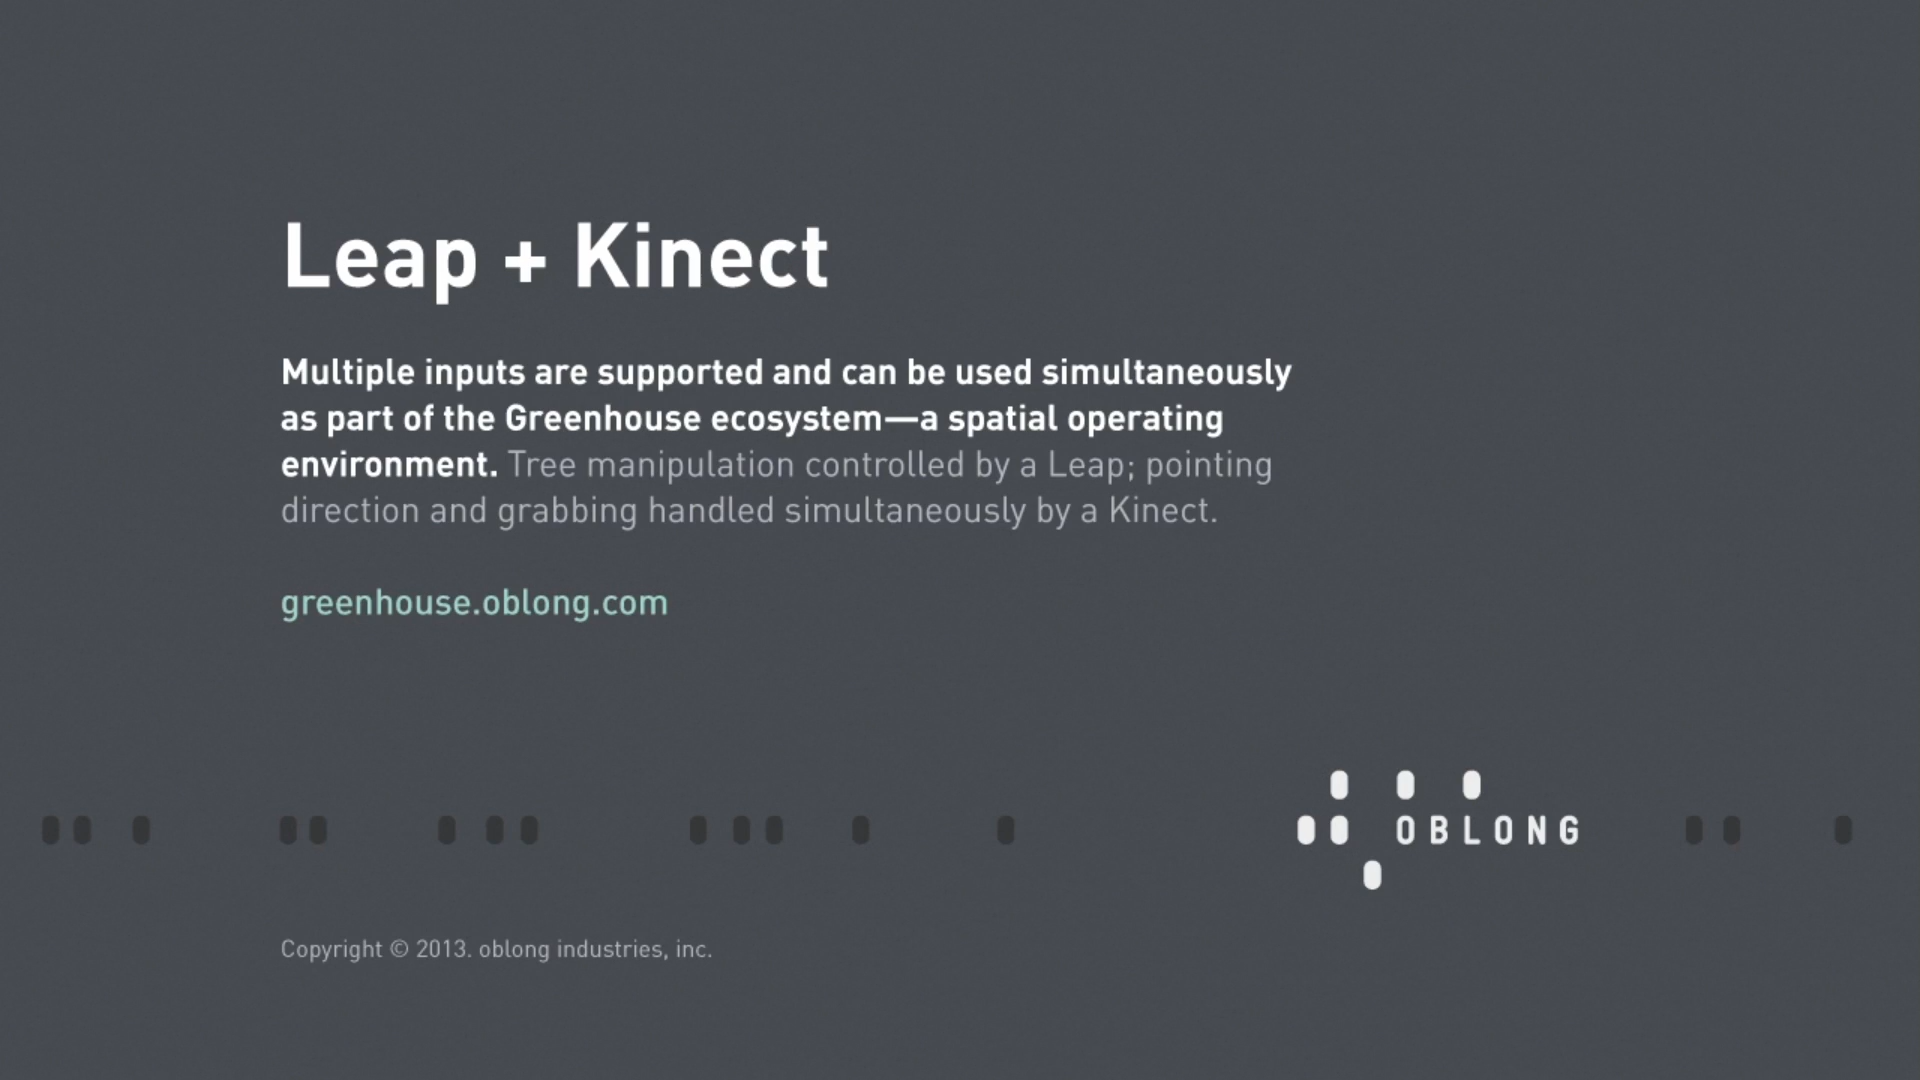 Leap + Kinect
Multiple inputs are supported and can be used simultaneously
as part of the Greenhouse ecosystem—a spatial operating
environment. Tree manipulation controlled by a Leap; pointing
direction and grabbing handled simultaneously by a Kinect.
greenhouse.oblong.com
OBLONG
Copyright © 2013. oblong industries, inc.